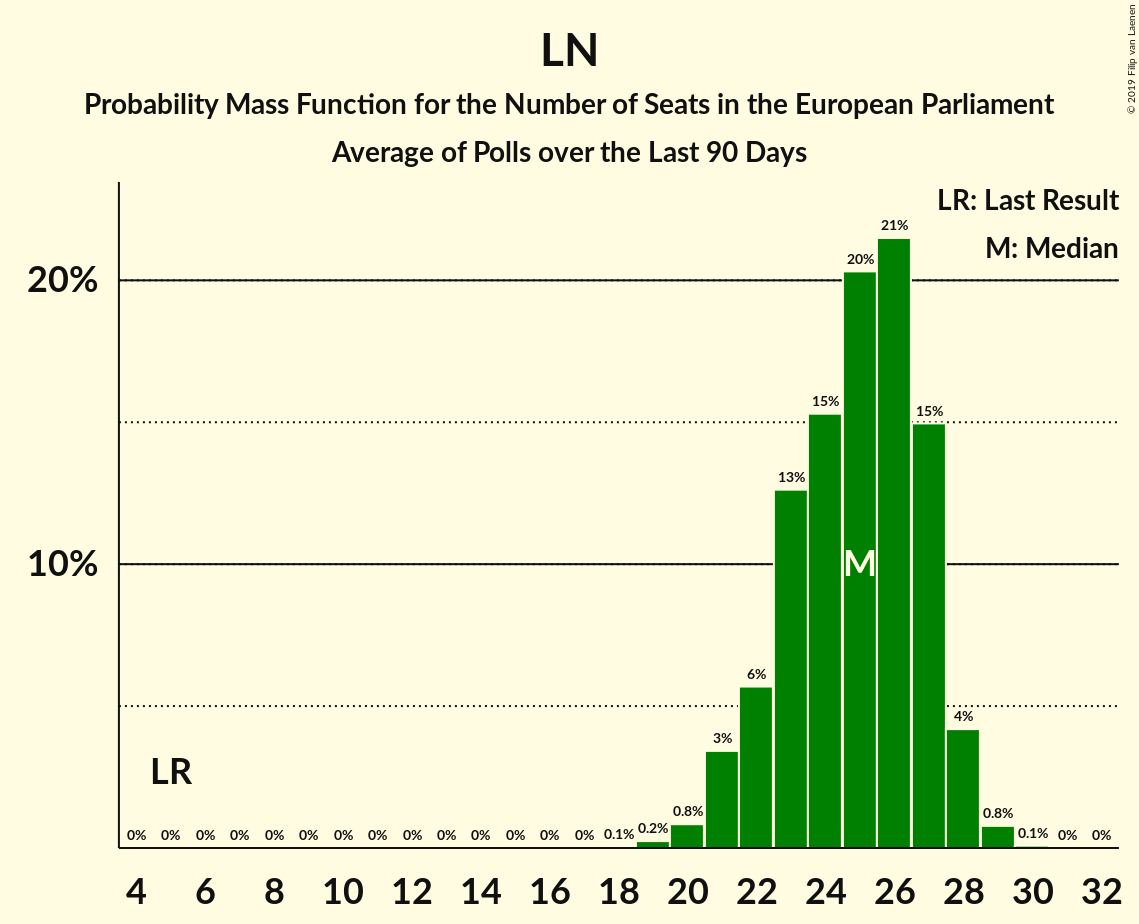 LN
Probability Mass Function for the Number of Seats in the European Parliament
Average of Polls over the Last 90 Days
© 2019 Filip van Laenen
LR: Last Result
M: Median
20%
10%
0% 0% 0% 0% 0% 0% 0% 0% 0% 0% 0% 0% 0% 0% 0.1% 0.2% 0.8% 3% 6% 13% 15% 20% 21% 15% 4% 0.8% 0.1% 0% 0%
M
LR
4 6 8 10 12 14 16 18 20 22 24 26 28 30 32